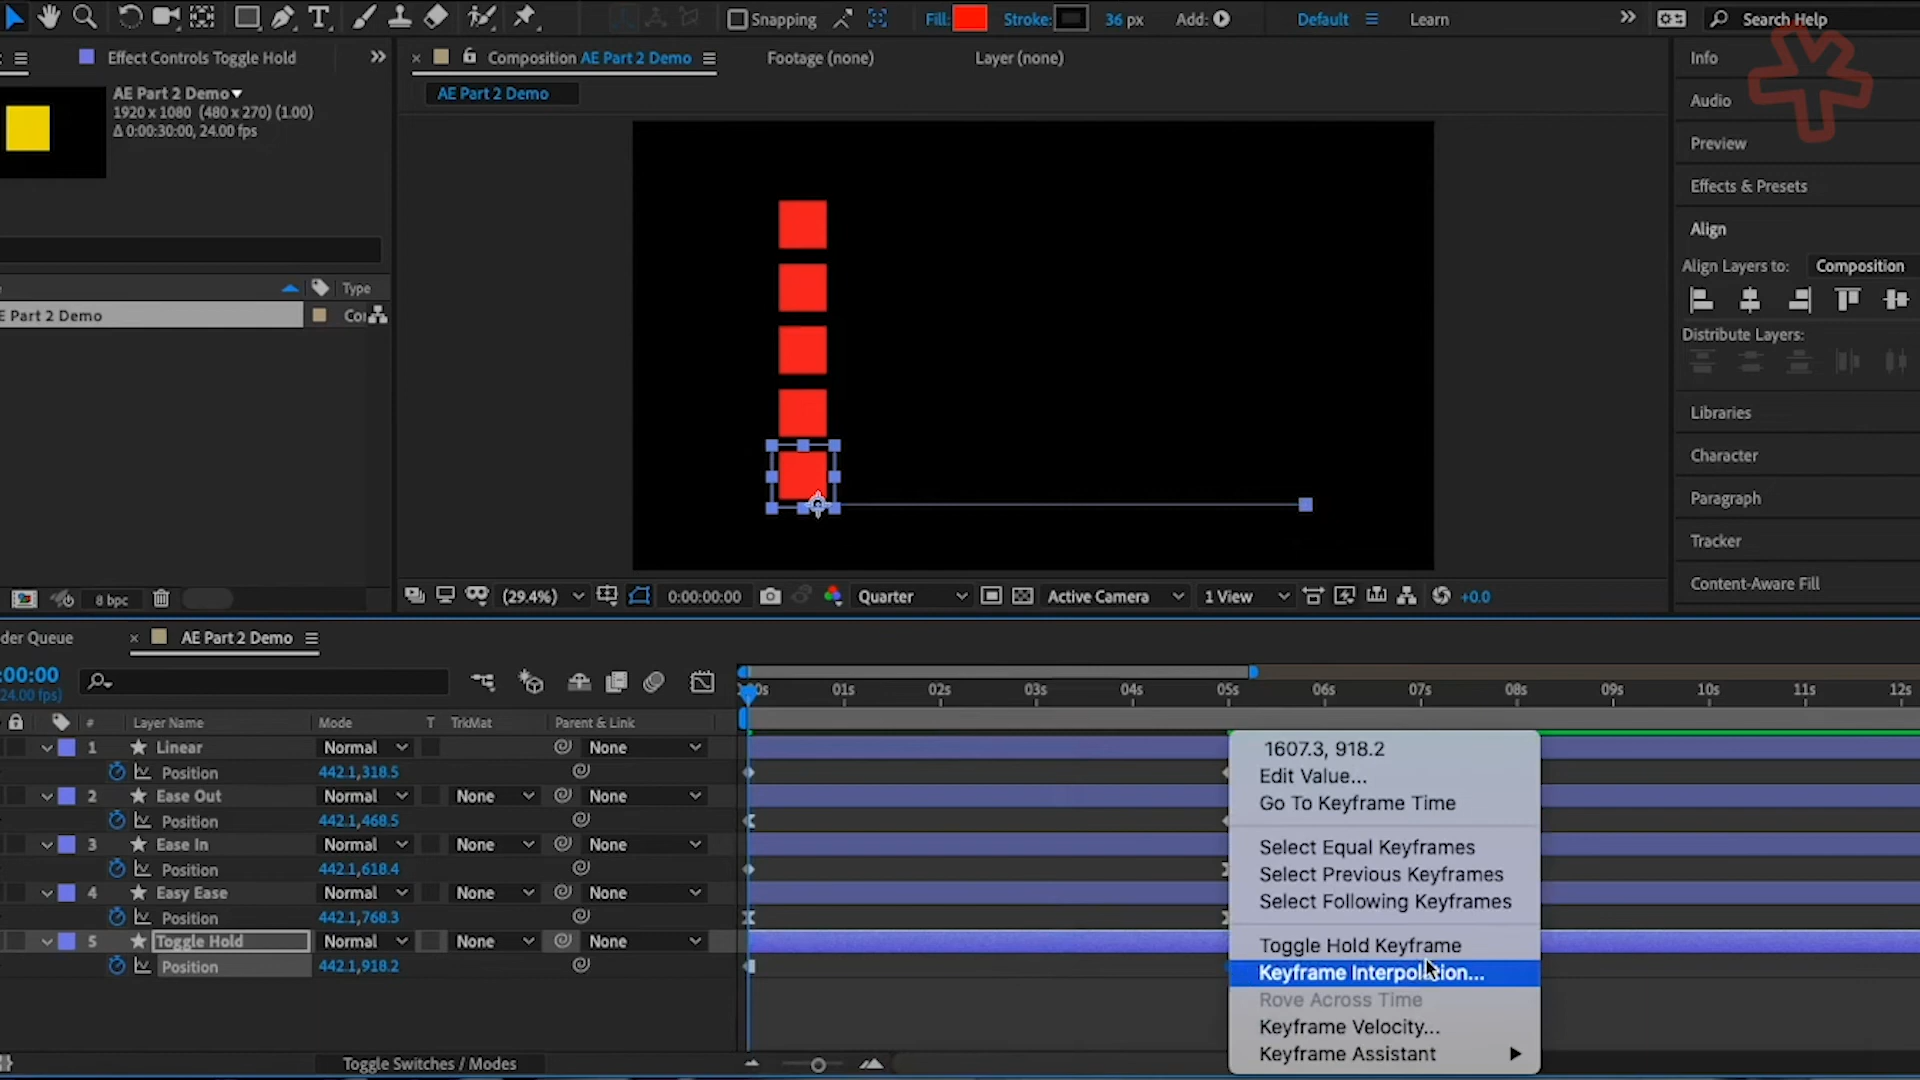 Snapping
Fill:
Stroke:
36 px
Add:
Default
Learn
Search Help
Effect Controls Toggle Hold
Composition AE Part 2 Demo
Footage (none)
Layer (none)
Info
AE Part 2 Demo
1920 x 1080 (480 x 270) (1.00)
Δ 0:00:30:00, 24.00 fps
AE Part 2 Demo
Audio
Preview
Effects & Presets
Align
Align Layers to: Composition
Distribute Layers:
Type
E Part 2 Demo
Libraries
Character
Paragraph
Tracker
Content-Aware Fill
8 bpc
(29.4%)
0:00:00:00
Quarter
Active Camera
1 View
+0.0
der Queue
AE Part 2 Demo
:00:00
24.00 fps)
01s 02s 03s 04s 05s 06s 07s 08s 09s 10s 11s 12s
# Layer Name Mode T TrkMat Parent & Link
1 Linear Normal None
Position 442.1,318.5
2 Ease Out Normal None None
Position 442.1,468.5
3 Ease In Normal None None
Position 442.1,618.4
4 Easy Ease Normal None None
Position 442.1,768.3
5 Toggle Hold Normal None None
Position 442.1,918.2
Toggle Switches / Modes
1607.3, 918.2
Edit Value...
Go To Keyframe Time
Select Equal Keyframes
Select Previous Keyframes
Select Following Keyframes
Toggle Hold Keyframe
Keyframe Interpolation...
Rove Across Time
Keyframe Velocity...
Keyframe Assistant